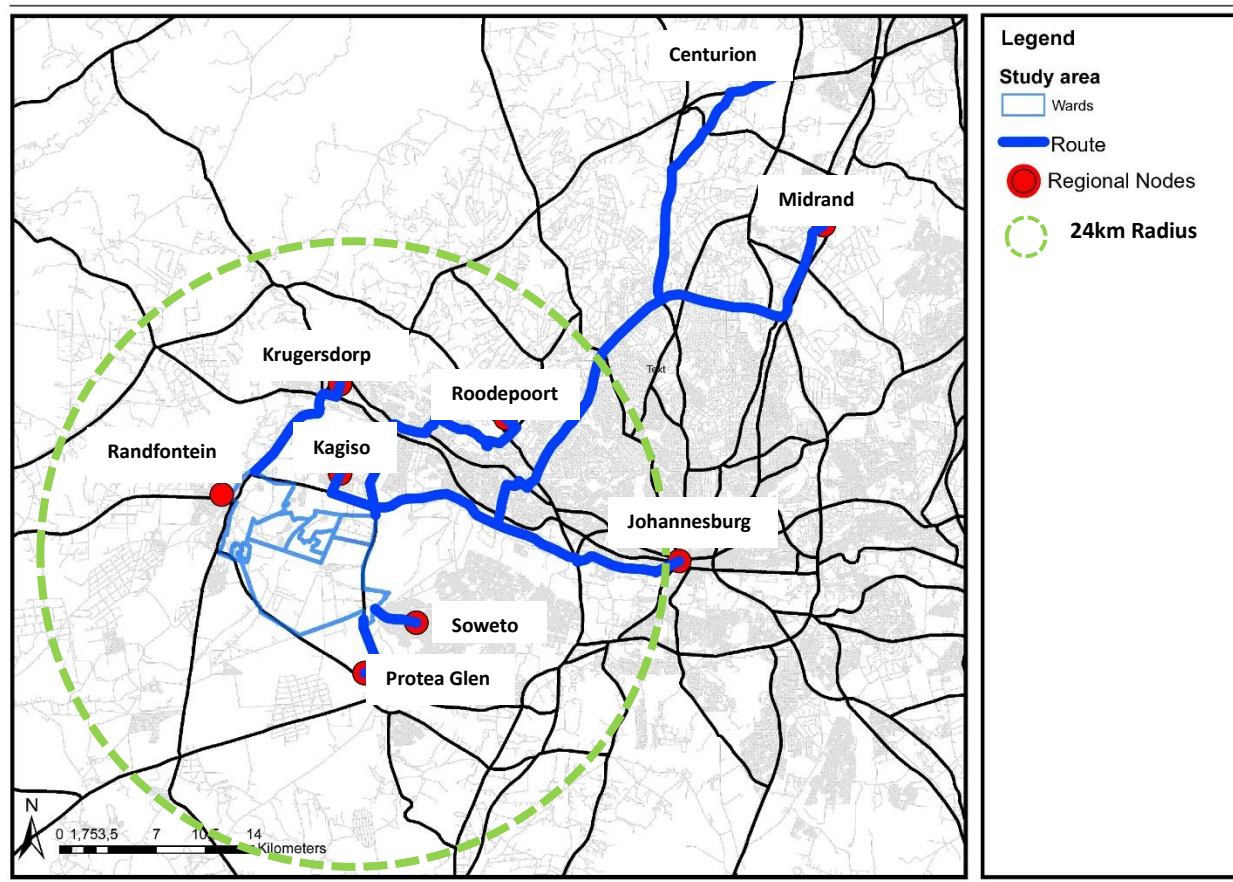 Centurion
Midrand
Krugersdorp
Roodepoort
Text
Randfontein
Kagiso
Johannesburg
Soweto
Protea Glen
N
0 1,753,5 7 10,5 14
Kilometers
Legend
Study area
Wards
Route
Regional Nodes
24km Radius